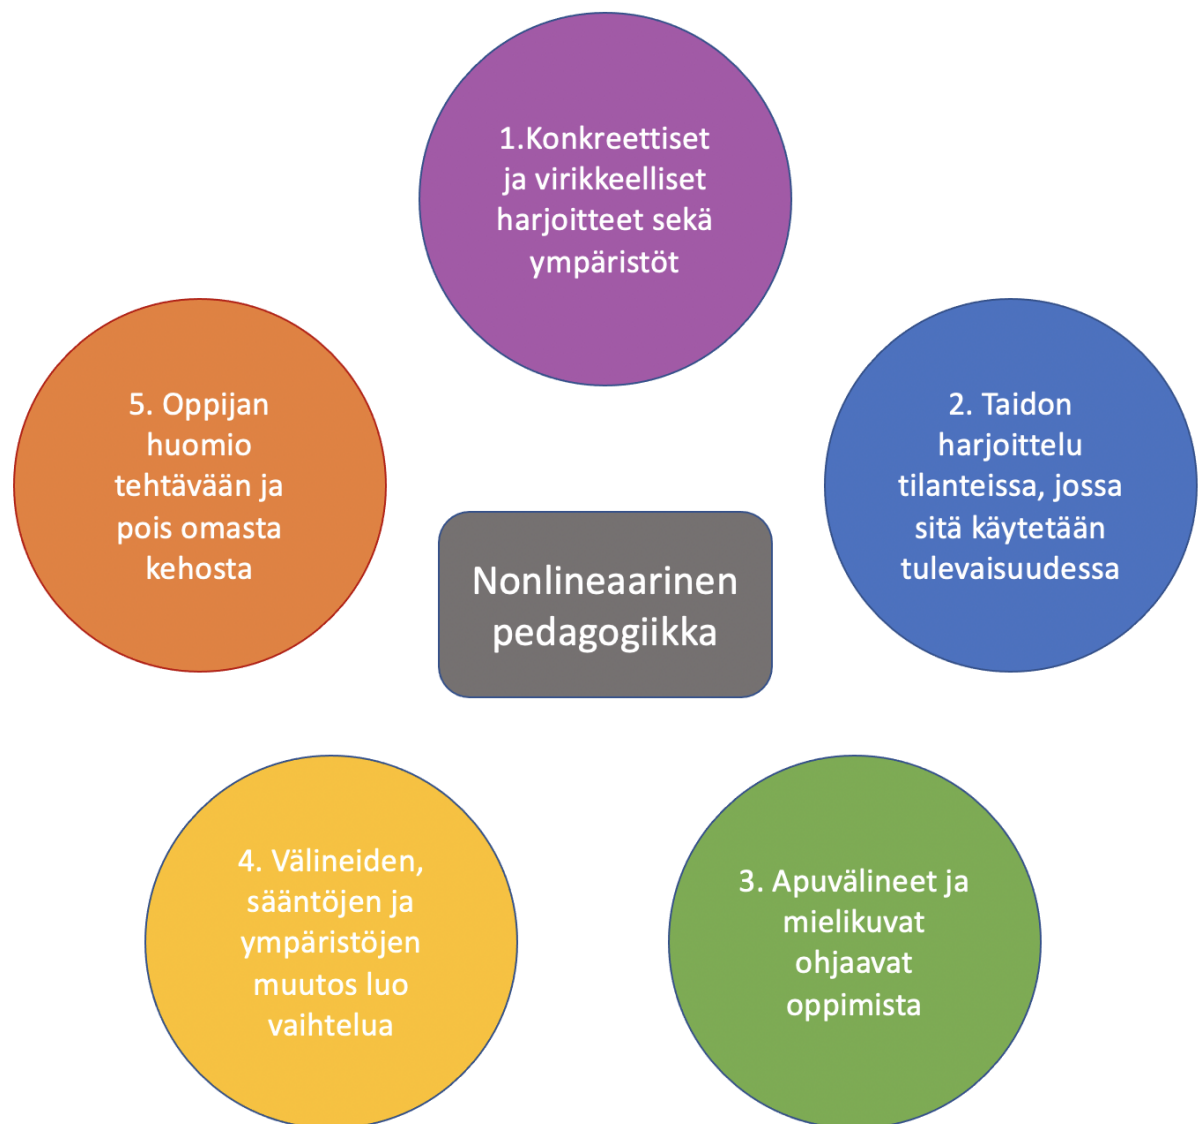 1.Konkreettiset
ja virikkeelliset
harjoitteet sekä
ympäristöt
2. Taidon
harjoittelu
tilanteissa, jossa
sitä käytetään
tulevaisuudessa
3. Apuvälineet ja
mielikuvat
ohjaavat
oppimista
4. Välineiden,
sääntöjen ja
ympäristöjen
muutos luo
vaihtelua
5. Oppijan
huomio
tehtävään ja
pois omasta
kehosta
Nonlineaarinen
pedagogiikka